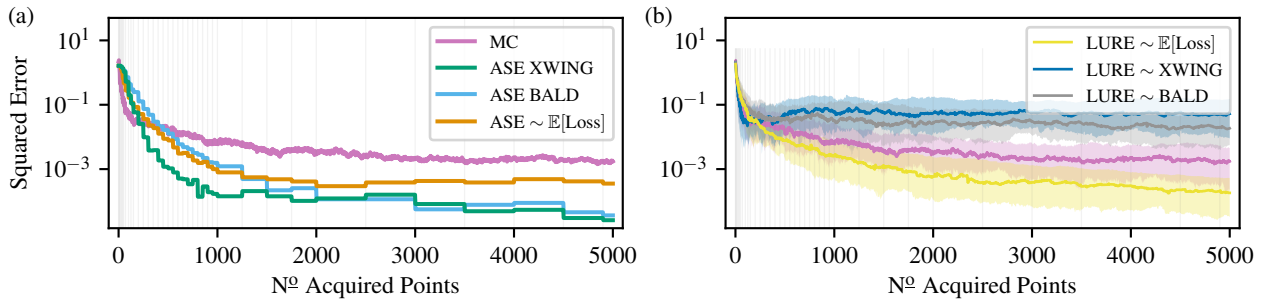 (a)
Squared Error
10^1
10^-1
10^-3
0 1000 2000 3000 4000 5000
Nº Acquired Points
MC
ASE XWING
ASE BALD
ASE ∼ 𝔼[Loss]
(b)
10^1
10^-1
10^-3
0 1000 2000 3000 4000 5000
Nº Acquired Points
LURE ∼ 𝔼[Loss]
LURE ∼ XWING
LURE ∼ BALD